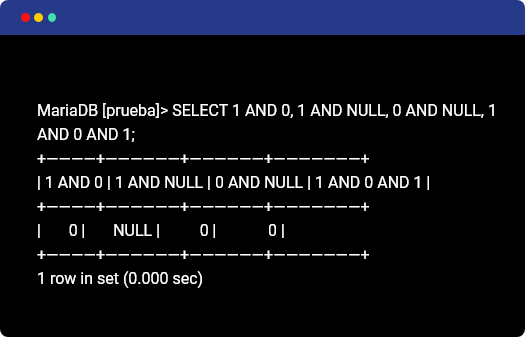 MariaDB [prueba]> SELECT 1 AND 0, 1 AND NULL, 0 AND NULL, 1
AND 0 AND 1;
+————+——————+——————+———————+
| 1 AND 0 | 1 AND NULL | 0 AND NULL | 1 AND 0 AND 1 |
+————+——————+——————+———————+
| 0 | NULL | 0 | 0 |
+————+——————+——————+———————+
1 row in set (0.000 sec)